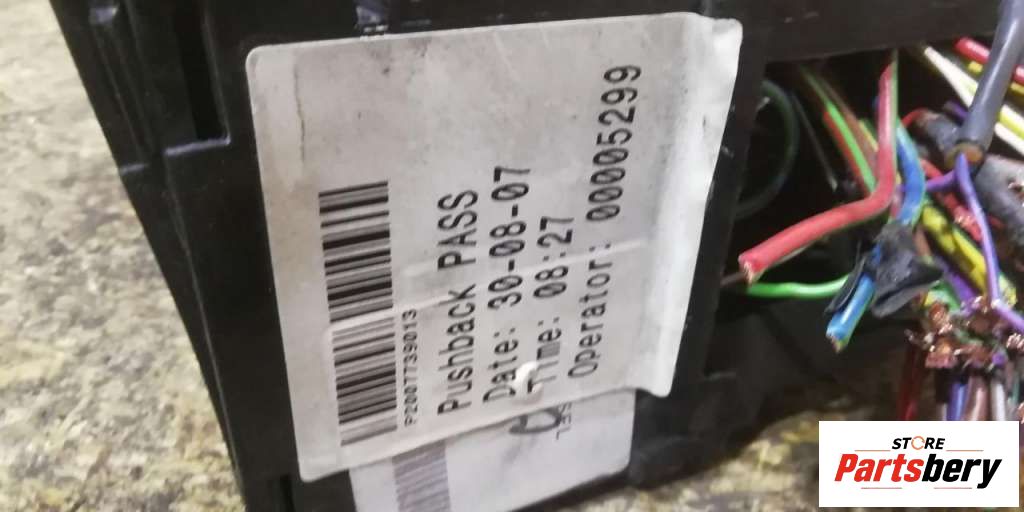 P2007739013
Pushback PASS
Date: 30-08-07
Time: 08:27
Operator: 00005299
STORE
Partsbery